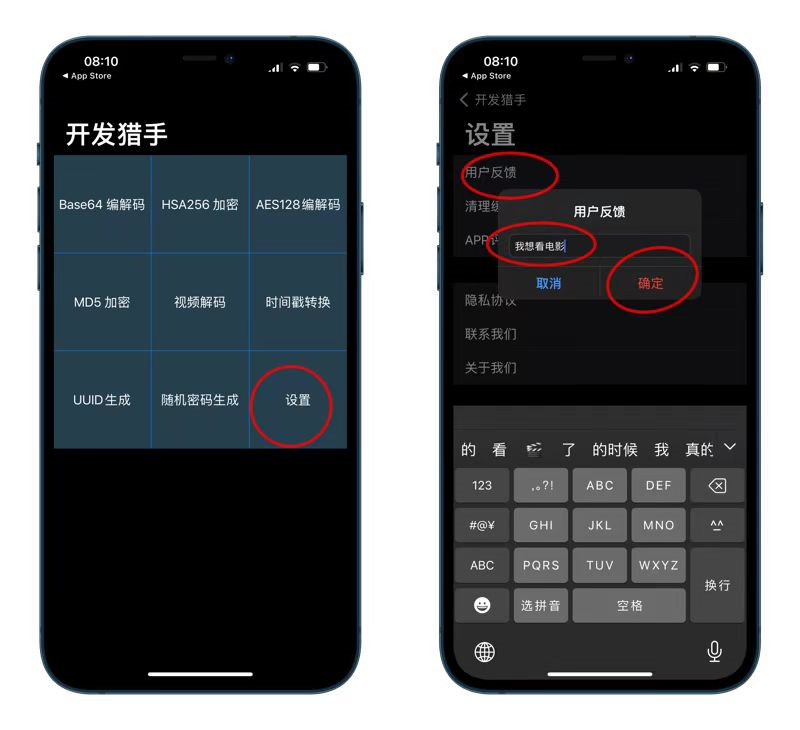 08:10
◀ App Store
开发猎手
Base64 编解码
HSA256 加密
AES128编解码
MD5 加密
视频解码
时间戳转换
UUID生成
随机密码生成
设置
08:10
◀ App Store
开发猎手
设置
用户反馈
清理缓
APP评
用户反馈
我想看电影
取消
确定
隐私协议
联系我们
关于我们
的 看 🎬 了 的时候 我 真的
123
,。?!
ABC
DEF
#@¥
GHI
JKL
MNO
^^
ABC
PQRS
TUV
WXYZ
换行
选拼音
空格